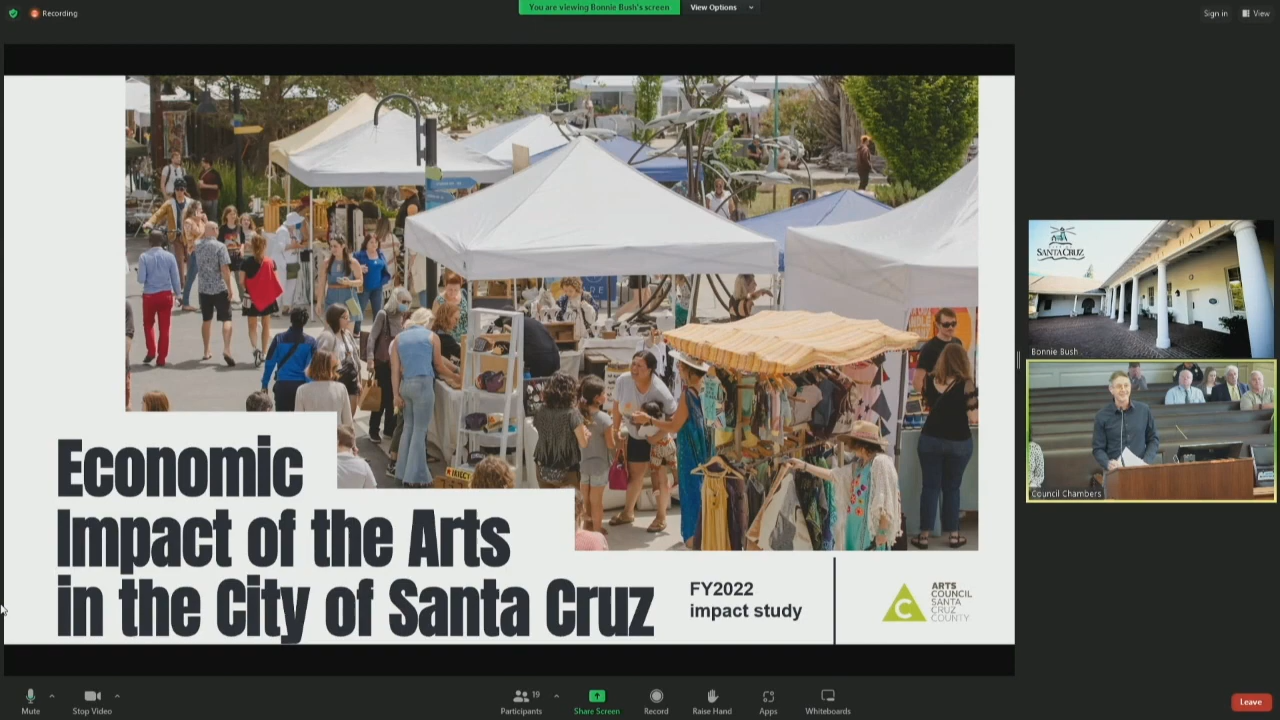 Recording
You are viewing Bonnie Bush's screen
View Options
Sign in
View
Economic
Impact of the Arts
in the City of Santa Cruz
FY2022
impact study
ARTS
COUNCIL
SANTA
CRUZ
COUNTY
C
SANTA CRUZ
HALL
Bonnie Bush
Council Chambers
Mute
Stop Video
Participants
19
Share Screen
Record
Raise Hand
Apps
Whiteboards
Leave